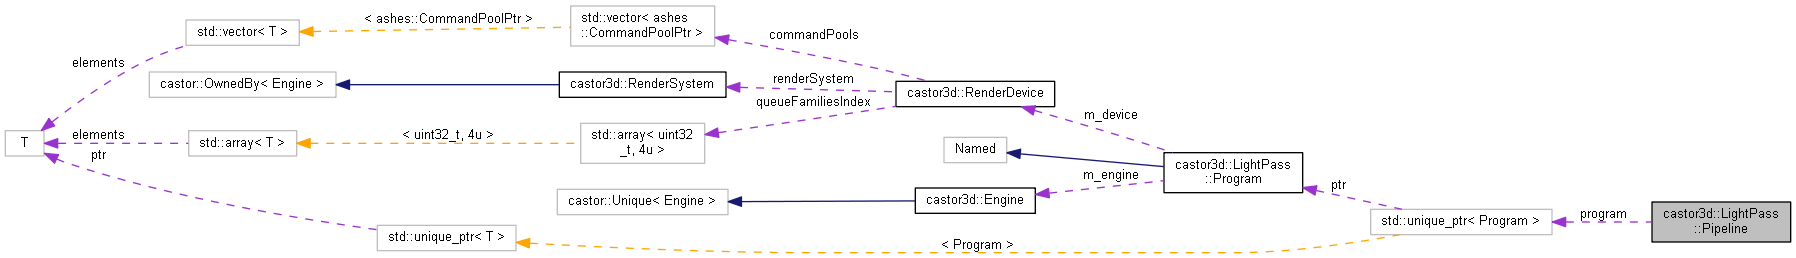 < ashes::CommandPoolPtr >
std::vector< ashes
::CommandPoolPtr >
std::vector< T >
commandPools
elements
castor::OwnedBy< Engine >
castor3d::RenderSystem
renderSystem
castor3d::RenderDevice
queueFamiliesIndex
m_device
T
elements
std::array< T >
< uint32_t, 4u >
std::array< uint32
_t, 4u >
ptr
Named
castor3d::LightPass
::Program
m_engine
castor::Unique< Engine >
castor3d::Engine
ptr
std::unique_ptr< Program >
program
castor3d::LightPass
::Pipeline
std::unique_ptr< T >
< Program >